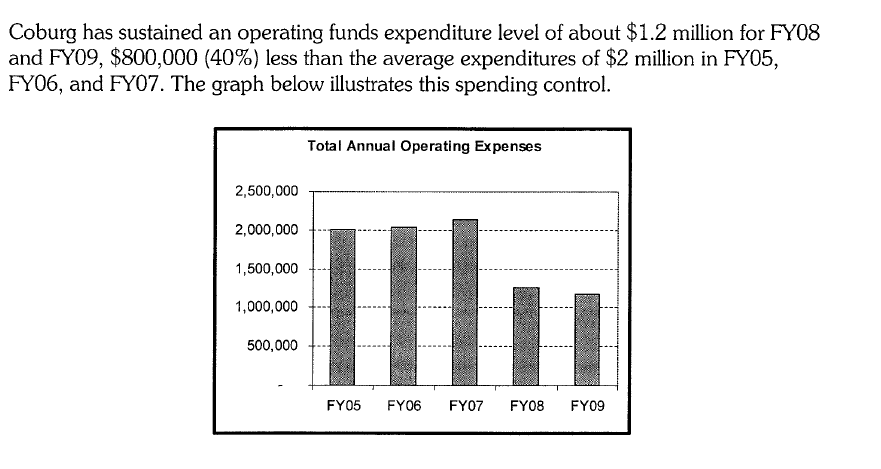 Coburg has sustained an operating funds expenditure level of about $1.2 million for FY08
and FY09, $800,000 (40%) less than the average expenditures of $2 million in FY05,
FY06, and FY07. The graph below illustrates this spending control.
Total Annual Operating Expenses
2,500,000
2,000,000
1,500,000
1,000,000
500,000
-
FY05 FY06 FY07 FY08 FY09